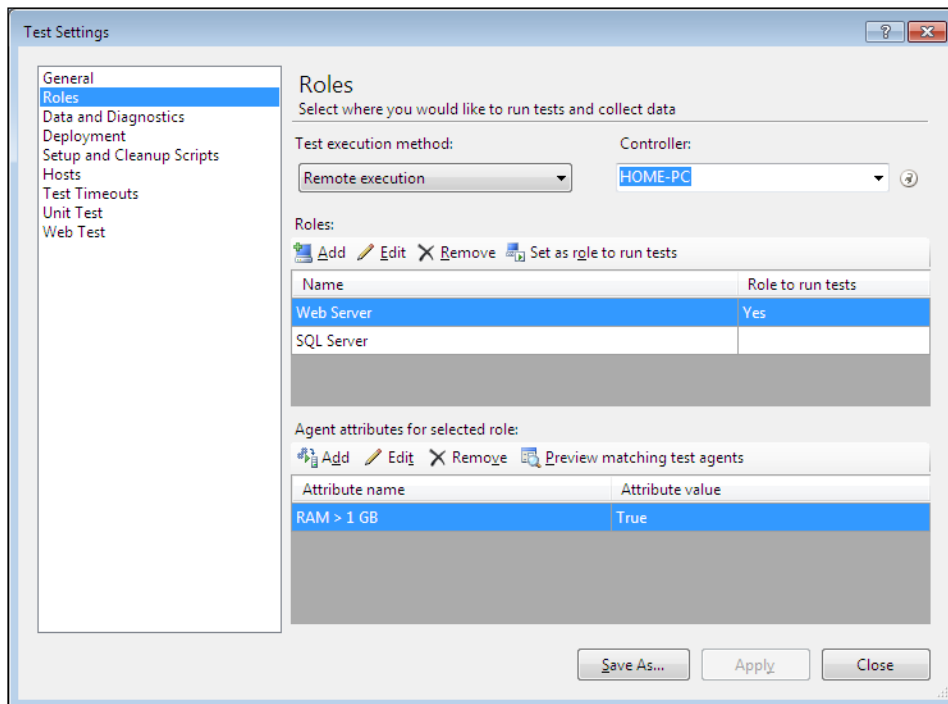 Test Settings
General
Roles
Data and Diagnostics
Deployment
Setup and Cleanup Scripts
Hosts
Test Timeouts
Unit Test
Web Test
Roles
Select where you would like to run tests and collect data
Test execution method: Controller:
Remote execution HOME-PC
Roles:
Add Edit Remove Set as role to run tests
Name Role to run tests
Web Server Yes
SQL Server
Agent attributes for selected role:
Add Edit Remove Preview matching test agents
Attribute name Attribute value
RAM > 1 GB True
Save As... Apply Close